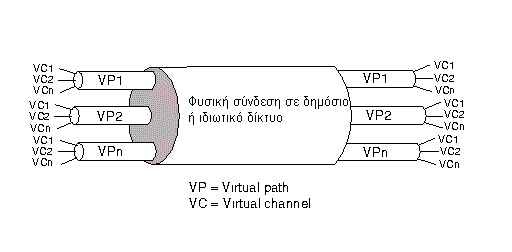 VC1
VC2
VCn
VP1
VC1
VC2
VCn
VP2
VC1
VC2
VCn
VPn
Φυσική σύνδεση σε δημόσιο
ή ιδιωτικό δίκτυο
VP1
VC1
VC2
VCn
VP2
VC1
VC2
VCn
VPn
VC1
VC2
VCn
VP = Virtual path
VC = Virtual channel